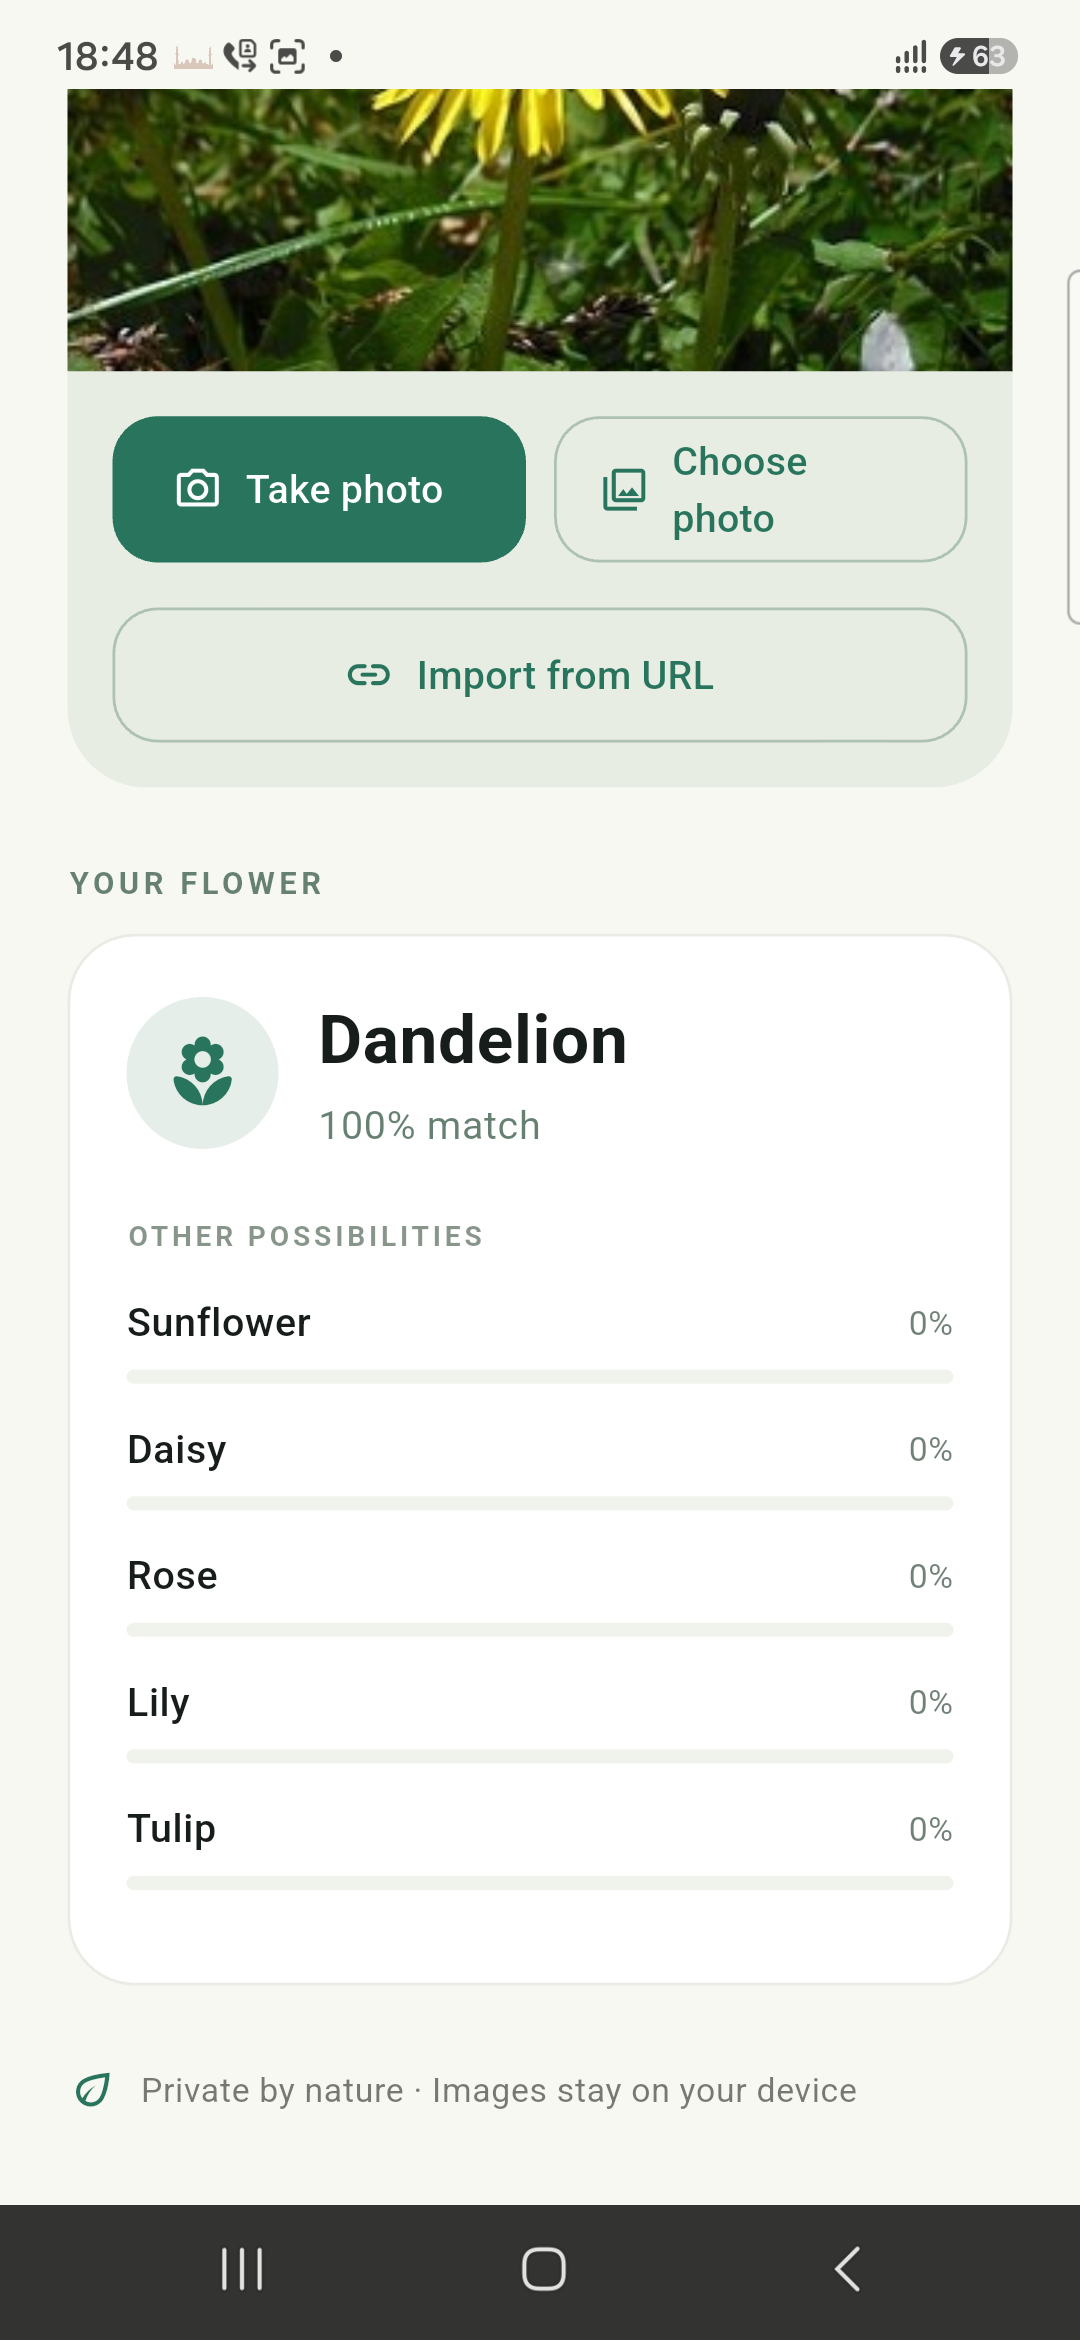 18:48
63
Take photo
Choose
photo
Import from URL
YOUR FLOWER
Dandelion
100% match
OTHER POSSIBILITIES
Sunflower 0%
Daisy 0%
Rose 0%
Lily 0%
Tulip 0%
Private by nature · Images stay on your device